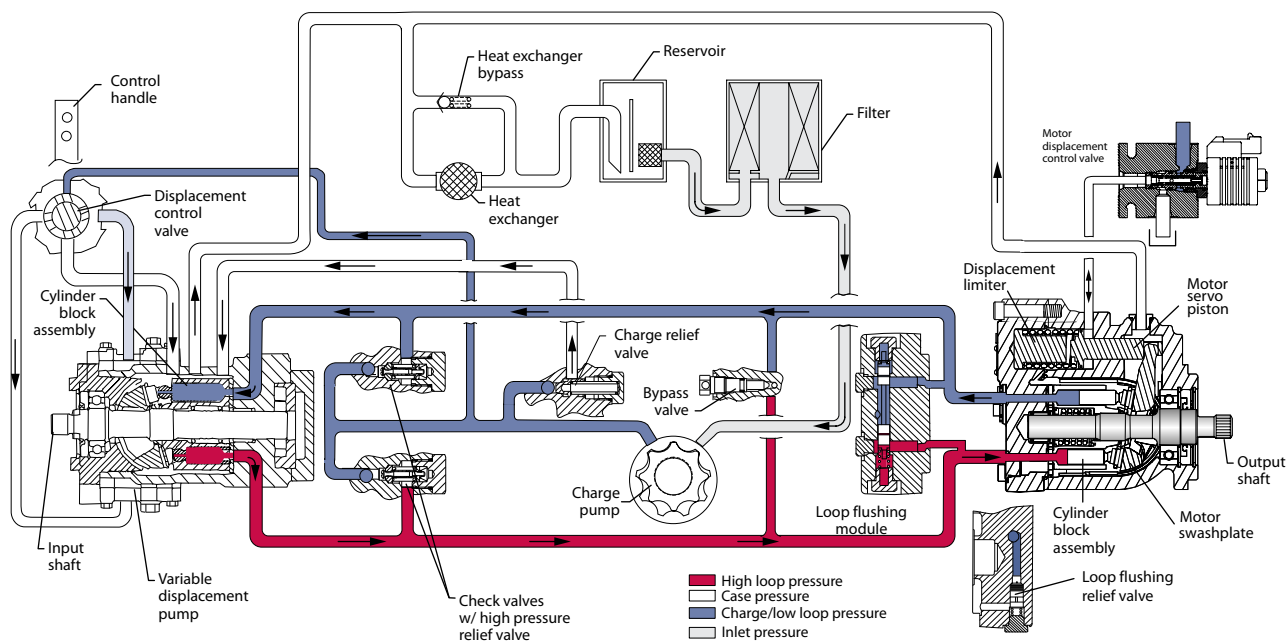 Control
handle
Heat exchanger
bypass
Reservoir
Filter
Motor
displacement
control valve
Displacement
control
valve
Heat
exchanger
Cylinder
block
assembly
Displacement
limiter
Motor
servo
piston
Charge relief
valve
Bypass
valve
Charge
pump
Loop flushing
module
Output
shaft
Input
shaft
Variable
displacement
pump
Check valves
w/ high pressure
relief valve
Cylinder
block
assembly
Motor
swashplate
Loop flushing
relief valve
High loop pressure
Case pressure
Charge/low loop pressure
Inlet pressure